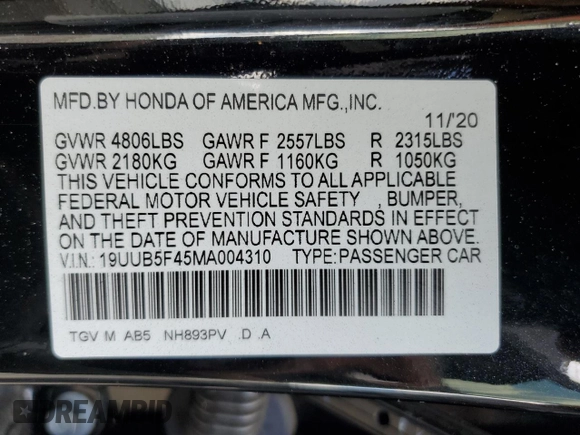 MFD.BY HONDA OF AMERICA MFG.,INC.
11/'20
GVWR 4806LBS GAWR F 2557LBS R 2315LBS
GVWR 2180KG GAWR F 1160KG R 1050KG
THIS VEHICLE CONFORMS TO ALL APPLICABLE
FEDERAL MOTOR VEHICLE SAFETY , BUMPER,
AND THEFT PREVENTION STANDARDS IN EFFECT
ON THE DATE OF MANUFACTURE SHOWN ABOVE.
V.I.N.: 19UUB5F45MA004310 TYPE:PASSENGER CAR
TGV M AB5 NH893PV .D .A
DREAMBID